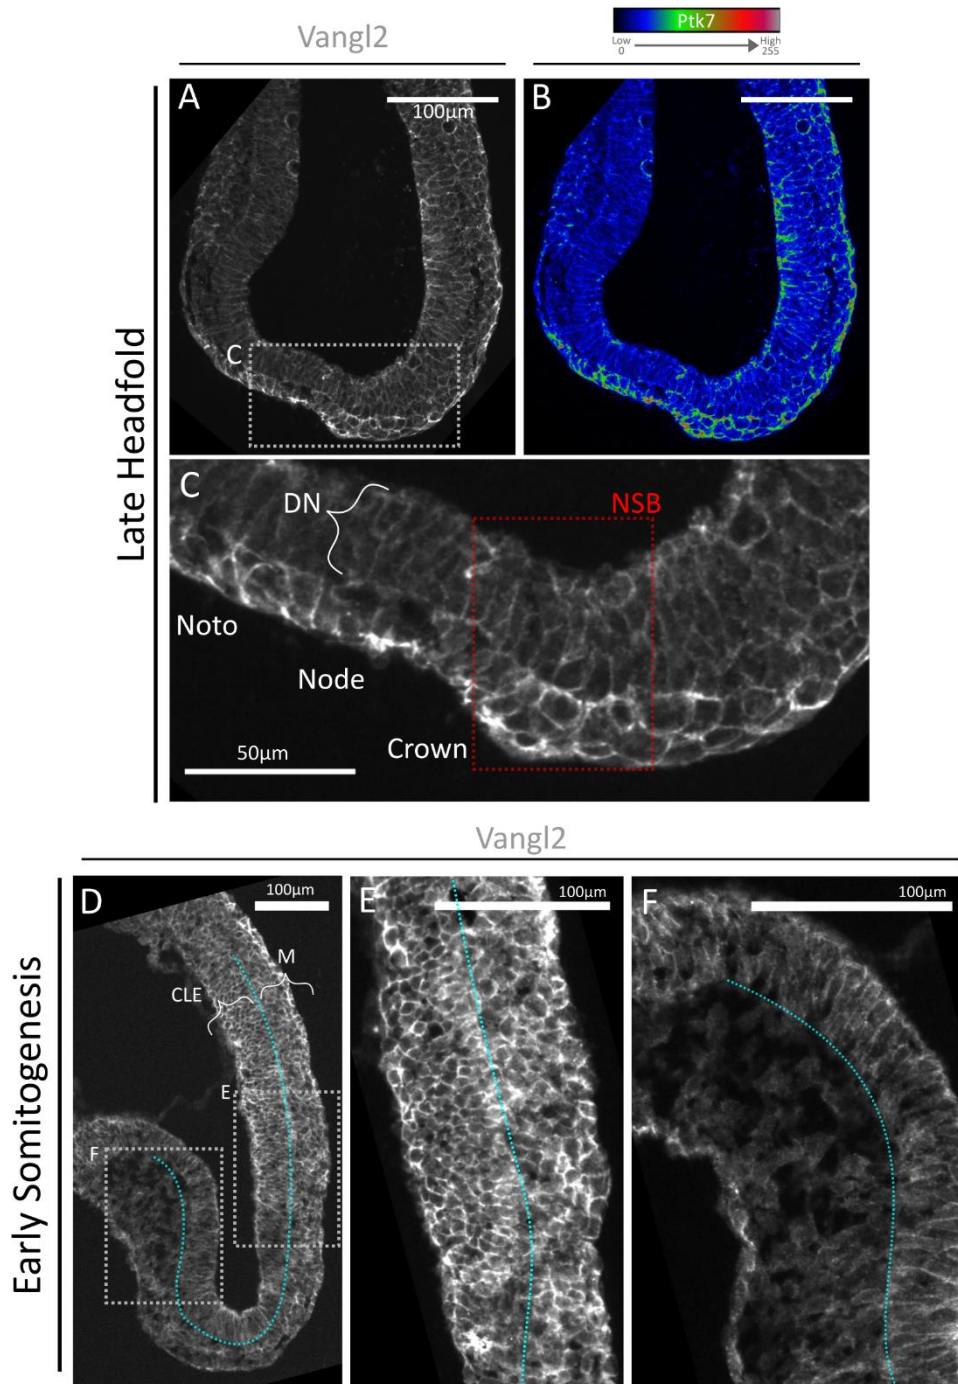 Vangl2
Ptk7
Low
0
High
255
Late Headfold
A
100µm
C
B
C
DN
NSB
Noto
Node
Crown
50µm
Vangl2
Early Somitogenesis
D
100µm
M
CLE
E
F
E
100µm
F
100µm